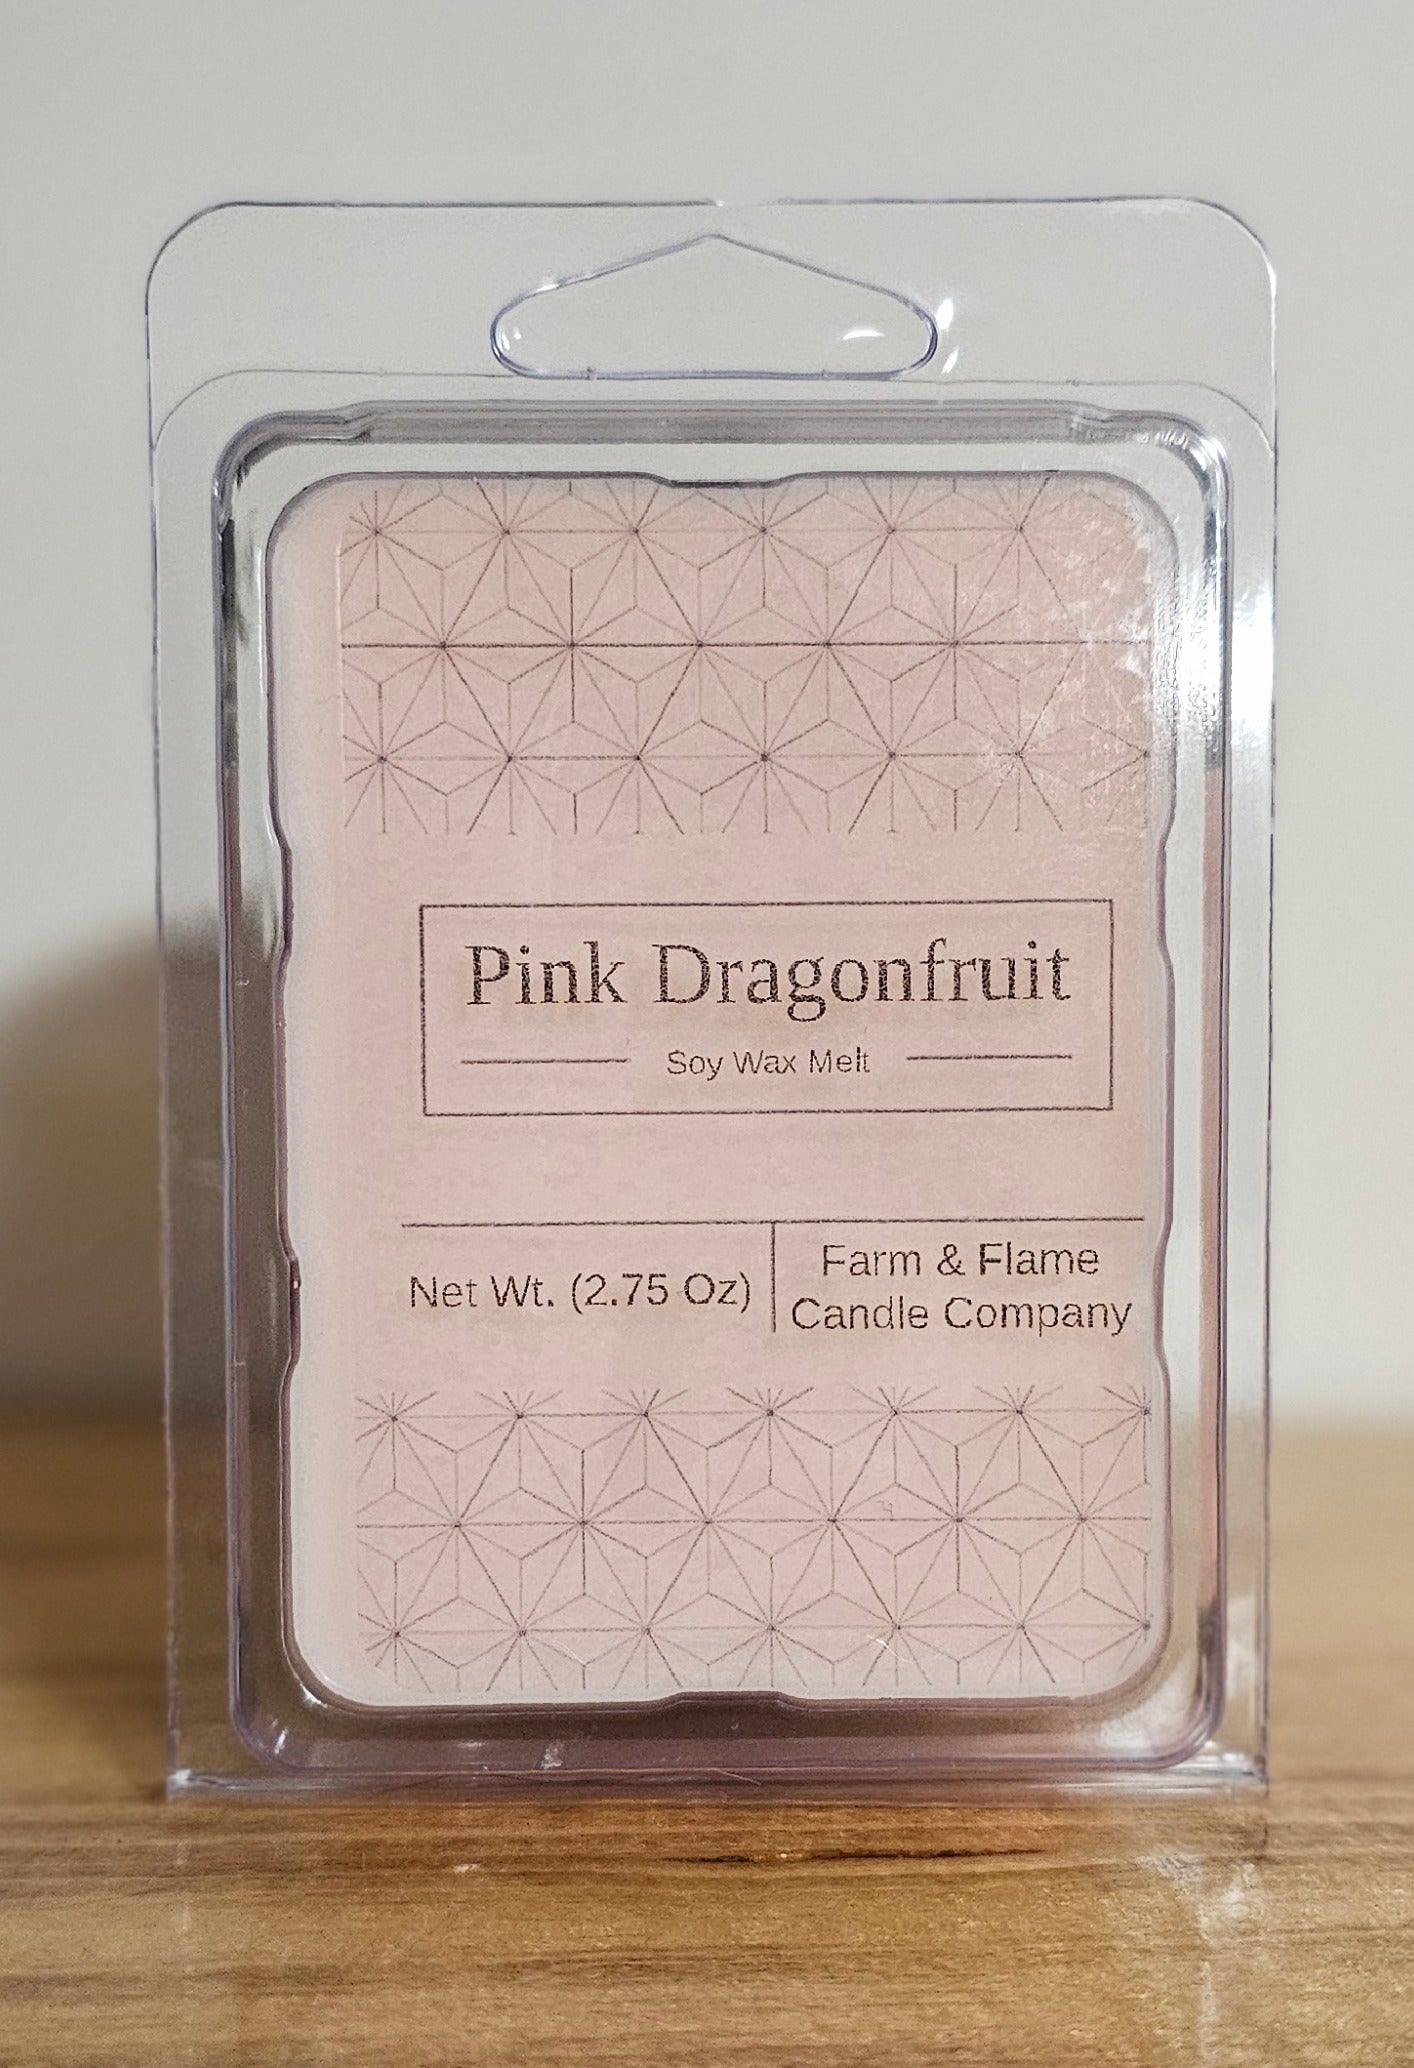 Pink Dragonfruit
Soy Wax Melt
Net Wt. (2.75 Oz)
Farm & Flame
Candle Company